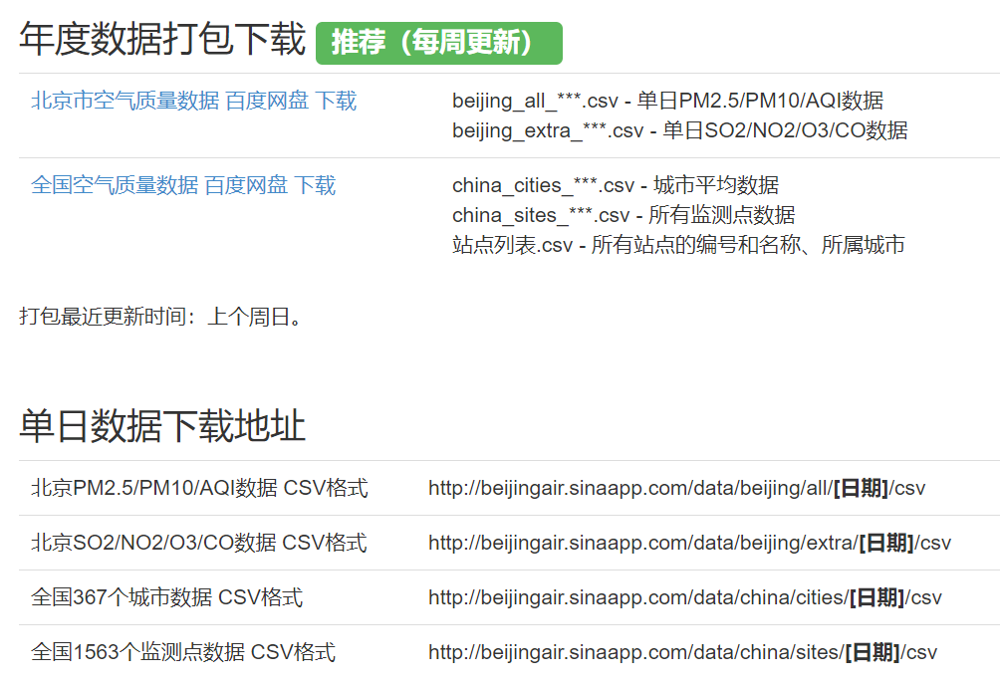 年度数据打包下载 推荐（每周更新）
北京市空气质量数据 百度网盘 下载
beijing_all_***.csv - 单日PM2.5/PM10/AQI数据
beijing_extra_***.csv - 单日SO2/NO2/O3/CO数据
全国空气质量数据 百度网盘 下载
china_cities_***.csv - 城市平均数据
china_sites_***.csv - 所有监测点数据
站点列表.csv - 所有站点的编号和名称、所属城市
打包最近更新时间：上个周日。
单日数据下载地址
北京PM2.5/PM10/AQI数据 CSV格式 http://beijingair.sinaapp.com/data/beijing/all/[日期]/csv
北京SO2/NO2/O3/CO数据 CSV格式 http://beijingair.sinaapp.com/data/beijing/extra/[日期]/csv
全国367个城市数据 CSV格式 http://beijingair.sinaapp.com/data/china/cities/[日期]/csv
全国1563个监测点数据 CSV格式 http://beijingair.sinaapp.com/data/china/sites/[日期]/csv